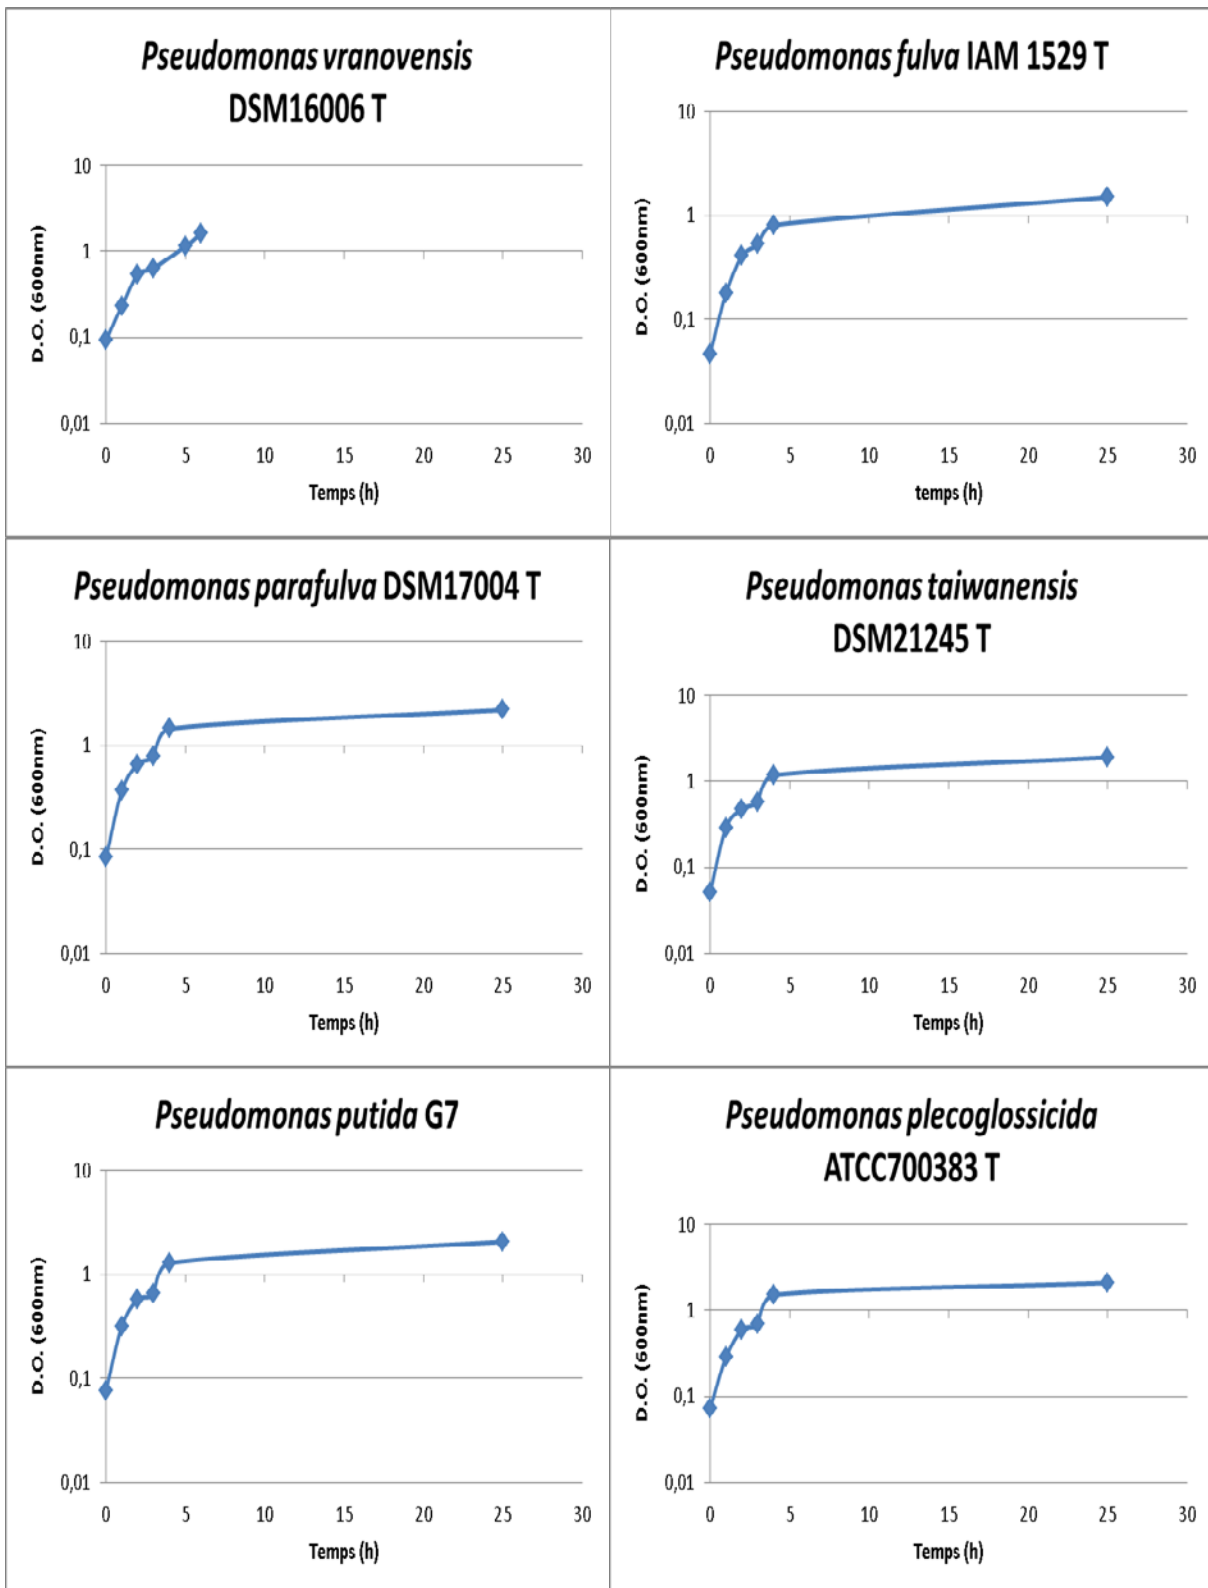 Pseudomonas vranovensis
DSM16006 T
10
1
0,1
0,01
D.O. (600nm)
0 5 10 15 20 25 30
Temps (h)
Pseudomonas fulva IAM 1529 T
10
1
0,1
0,01
D.O. (600nm)
0 5 10 15 20 25 30
temps (h)
Pseudomonas parafulva DSM17004 T
10
1
0,1
0,01
D.O. (600nm)
0 5 10 15 20 25 30
Temps (h)
Pseudomonas taiwanensis
DSM21245 T
10
1
0,1
0,01
D.O. (600nm)
0 5 10 15 20 25 30
Temps (h)
Pseudomonas putida G7
10
1
0,1
0,01
D.O. (600nm)
0 5 10 15 20 25 30
Temps (h)
Pseudomonas plecoglossicida
ATCC700383 T
10
1
0,1
0,01
D.O. (600nm)
0 5 10 15 20 25 30
Temps (h)